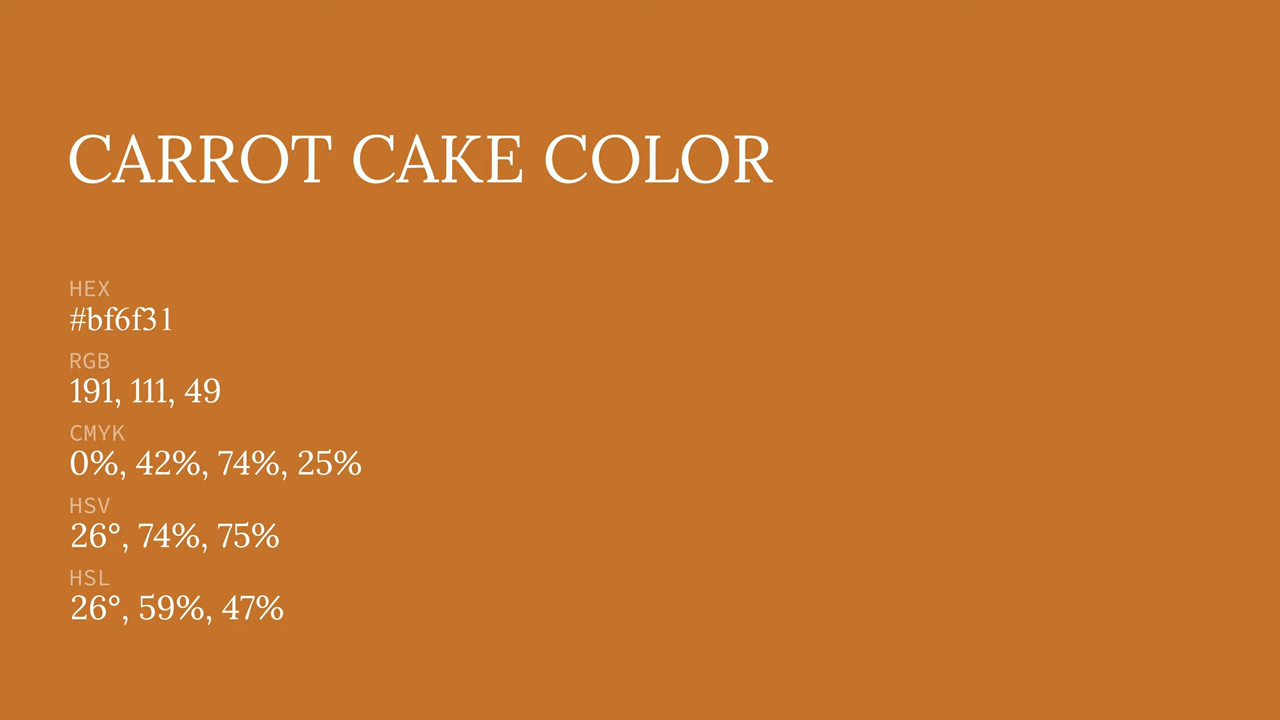 CARROT CAKE COLOR
HEX
#bf6f31
RGB
191, 111, 49
CMYK
0%, 42%, 74%, 25%
HSV
26°, 74%, 75%
HSL
26°, 59%, 47%